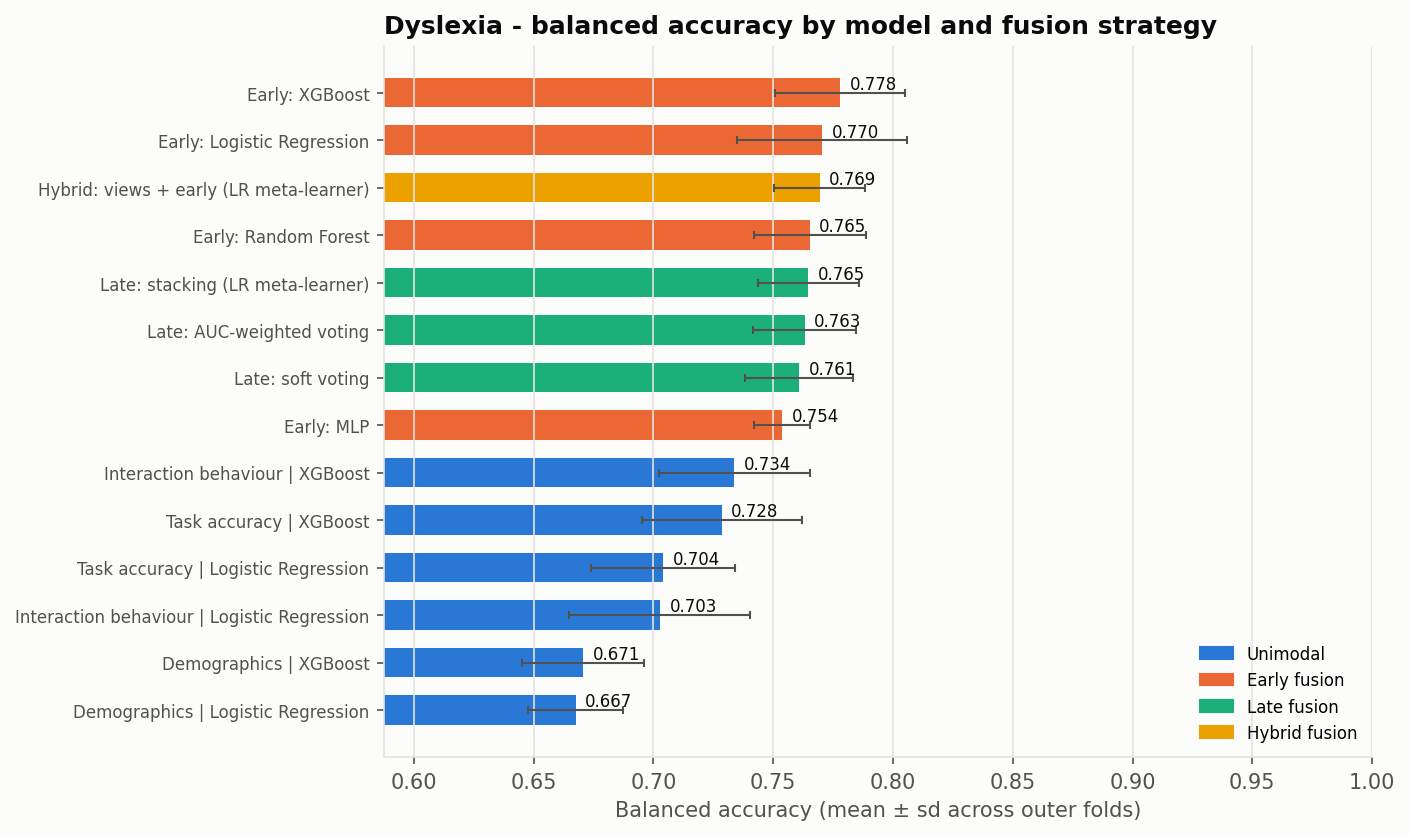 Dyslexia - balanced accuracy by model and fusion strategy
Early: XGBoost
0.778
Early: Logistic Regression
0.770
Hybrid: views + early (LR meta-learner)
0.769
Early: Random Forest
0.765
Late: stacking (LR meta-learner)
0.765
Late: AUC-weighted voting
0.763
Late: soft voting
0.761
Early: MLP
0.754
Interaction behaviour | XGBoost
0.734
Task accuracy | XGBoost
0.728
Task accuracy | Logistic Regression
0.704
Interaction behaviour | Logistic Regression
0.703
Demographics | XGBoost
0.671
Demographics | Logistic Regression
0.667
Unimodal
Early fusion
Late fusion
Hybrid fusion
0.60 0.65 0.70 0.75 0.80 0.85 0.90 0.95 1.00
Balanced accuracy (mean ± sd across outer folds)